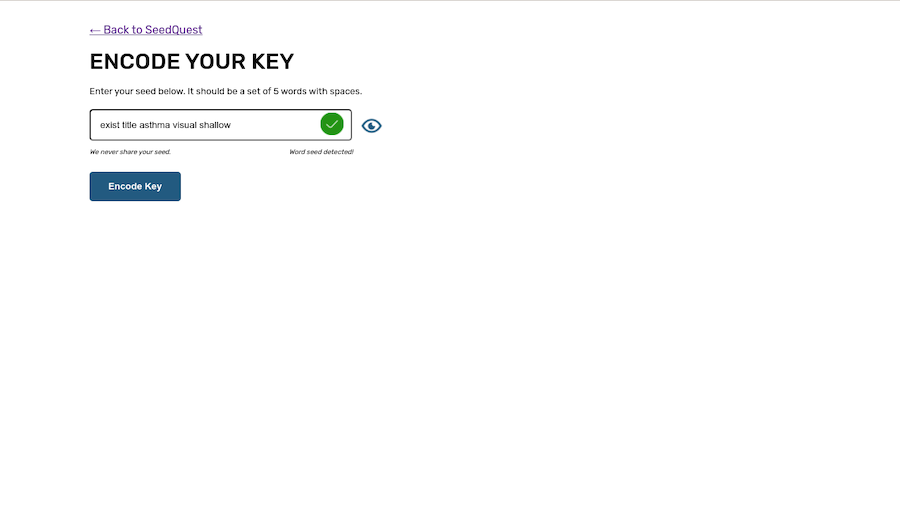 ← Back to SeedQuest
ENCODE YOUR KEY
Enter your seed below. It should be a set of 5 words with spaces.
exist title asthma visual shallow
We never share your seed. Word seed detected!
Encode Key